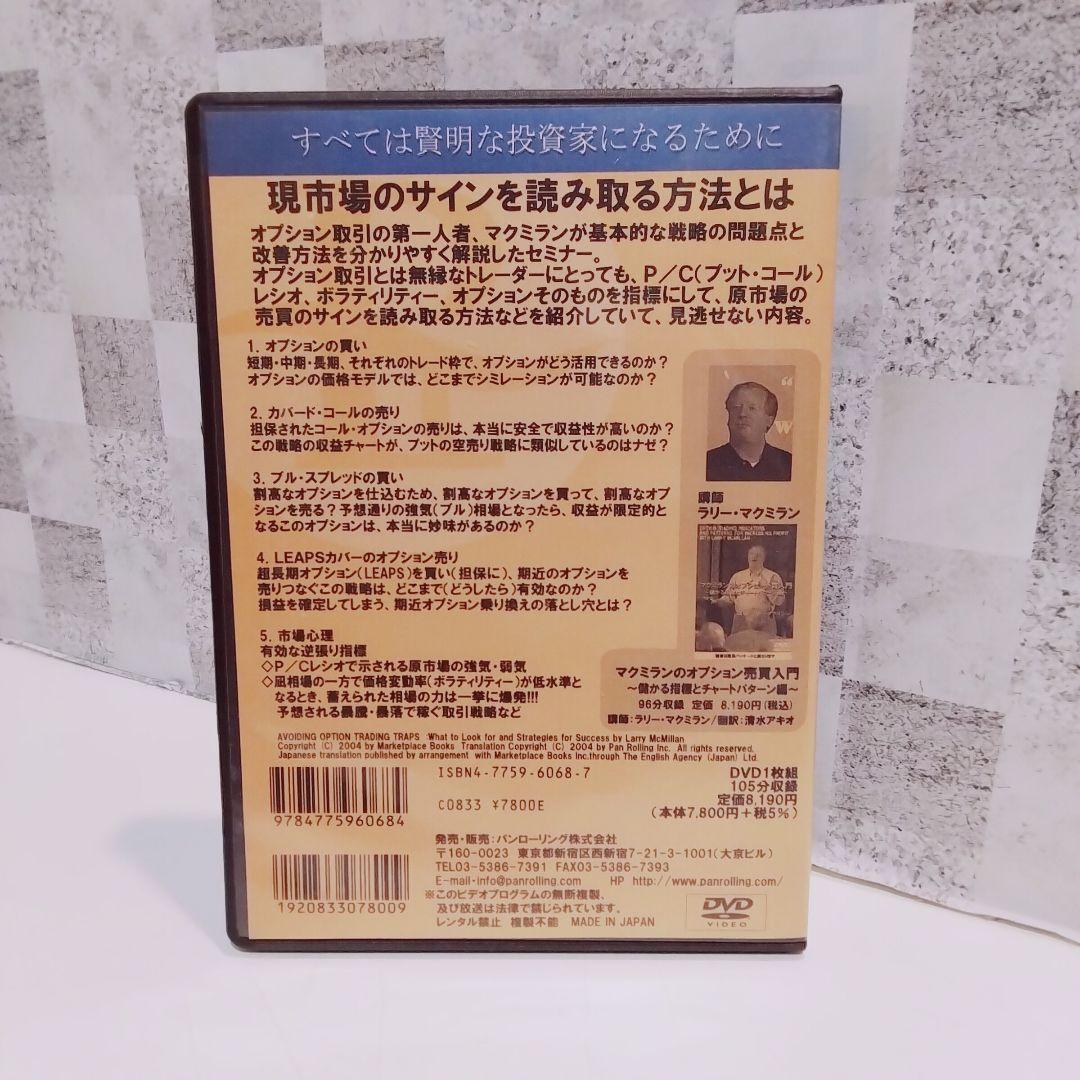 すべては賢明な投資家になるために
現市場のサインを読み取る方法とは
オプション取引の第一人者、マクミランが基本的な戦略の問題点と
改善方法を分かりやすく解説したセミナー。
オプション取引とは無縁なトレーダーにとっても、P/C(プット・コール)
レシオ、ボラティリティー、オプションそのものを指標にして、原市場の
売買のサインを読み取る方法などを紹介していて、見逃せない内容。
1. オプションの買い
短期・中期・長期、それぞれのトレード枠で、オプションがどう活用できるのか?
オプションの価格モデルでは、どこまでシミレーションが可能なのか?
2. カバード・コールの売り
担保されたコール・オプションの売りは、本当に安全で収益性が高いのか?
この戦略の収益チャートが、プットの空売り戦略に類似しているのはナゼ?
3. ブル・スプレッドの買い
割高なオプションを仕込むため、割高なオプションを買って、割高なオプ
ションを売る?予想通りの強気(ブル)相場となったら、収益が限定的と
なるこのオプションは、本当に妙味があるのか?
4. LEAPSカバーのオプション売り
超長期オプション(LEAPS)を買い(担保に)、期近のオプションを
売りつなぐこの戦略は、どこまで(どうしたら)有効なのか?
損益を確定してしまう、期近オプション乗り換えの落とし穴とは?
5. 市場心理
有効な逆張り指標
◇P/Cレシオで示される原市場の強気・弱気
◇凪相場の一方で価格変動率(ボラティリティー)が低水準と
なるとき、蓄えられた相場の力は一挙に爆発!!!
予想される暴騰・暴落で稼ぐ取引戦略など
講師
ラリー・マクミラン
マクミランのオプション売買入門
～儲かる指標とチャートパターン編～
96分収録 定価 8,190円(税込)
講師:ラリー・マクミラン/翻訳:清水アキオ
AVOIDING OPTION TRADING TRAPS :What to Look for and Strategies for Success by Larry McMillan
Copyright (C) 2004 by Marketplace Books Translation Copyright (C) 2004 by Pan Rolling Inc. All rights reserved.
Japanese translation published by arrangement with Marketplace Books Inc.through The English Agency (Japan) Ltd.
9784775960684
ISBN4-7759-6068-7
C0833 ¥7800E
DVD1枚組
105分収録
定価8,190円
(本体7,800円+税5%)
1920833078009
発売・販売:パンローリング株式会社
〒160-0023 東京都新宿区西新宿7-21-3-1001(大京ビル)
TEL03-5386-7391 FAX03-5386-7393
E-mail・info@panrolling.com HP http://www.panrolling.com/
※このビデオプログラムの無断複製、
及び放送は法律で禁じられています。
レンタル禁止 複製不能 MADE IN JAPAN
DVD
VIDEO